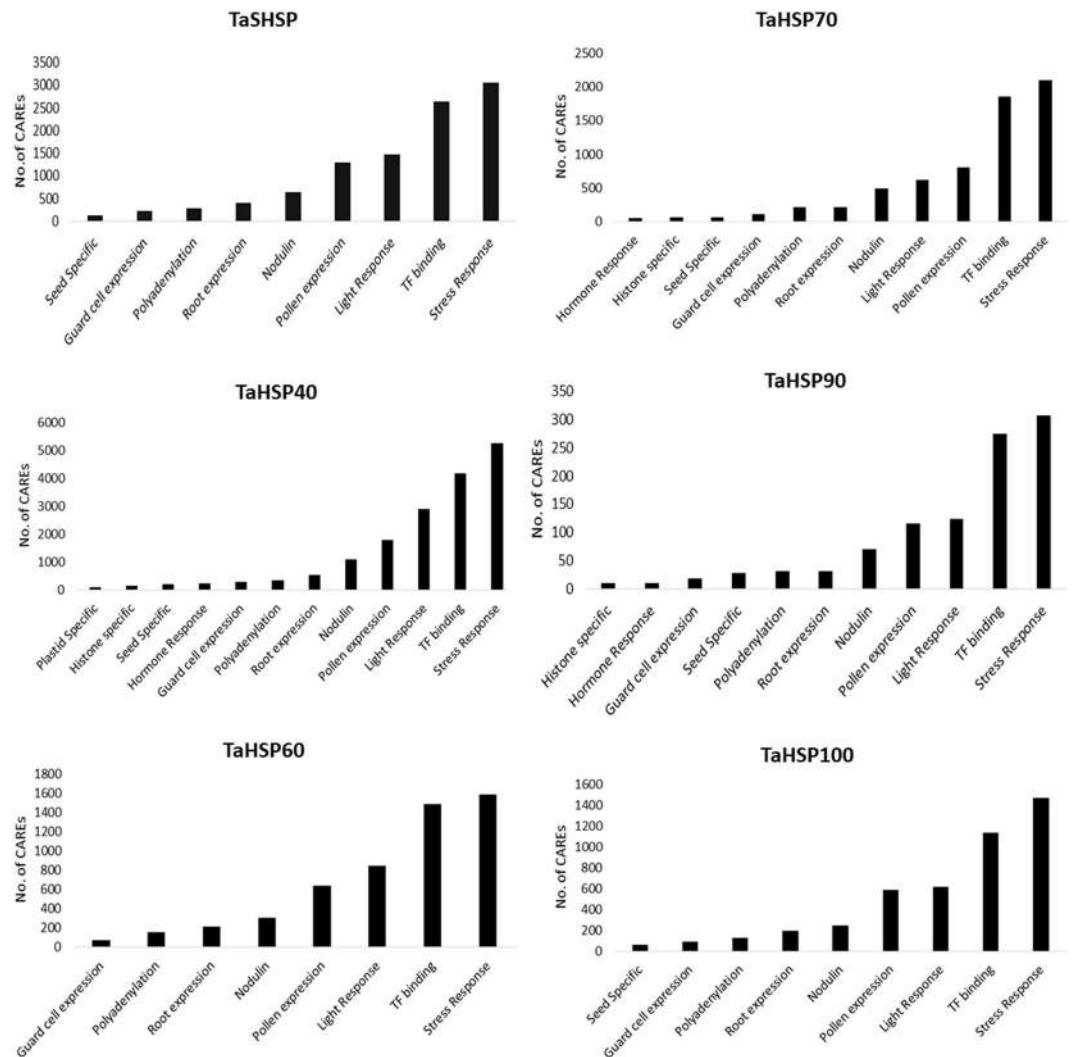 TaSHSP
No. of CAREs
3500
3000
2500
2000
1500
1000
500
0
Seed Specific
Guard cell expression
Polyadenylation
Root expression
Nodulin
Pollen expression
Light Response
TF binding
Stress Response
TaHSP70
No. of CAREs
2500
2000
1500
1000
500
0
Hormone Response
Histone specific
Seed Specific
Guard cell expression
Polyadenylation
Root expression
Nodulin
Light Response
Pollen expression
TF binding
Stress Response
TaHSP40
No. of CAREs
6000
5000
4000
3000
2000
1000
0
Plastid Specific
Histone specific
Seed Specific
Hormone Response
Guard cell expression
Polyadenylation
Root expression
Nodulin
Pollen expression
Light Response
TF binding
Stress Response
TaHSP90
No. of CAREs
350
300
250
200
150
100
50
0
Histone specific
Hormone Response
Guard cell expression
Seed Specific
Polyadenylation
Root expression
Nodulin
Pollen expression
Light Response
TF binding
Stress Response
TaHSP60
No. of CAREs
1800
1600
1400
1200
1000
800
600
400
200
0
Guard cell expression
Polyadenylation
Root expression
Nodulin
Pollen expression
Light Response
TF binding
Stress Response
TaHSP100
No. of CAREs
1600
1400
1200
1000
800
600
400
200
0
Seed Specific
Guard cell expression
Polyadenylation
Root expression
Nodulin
Pollen expression
Light Response
TF binding
Stress Response